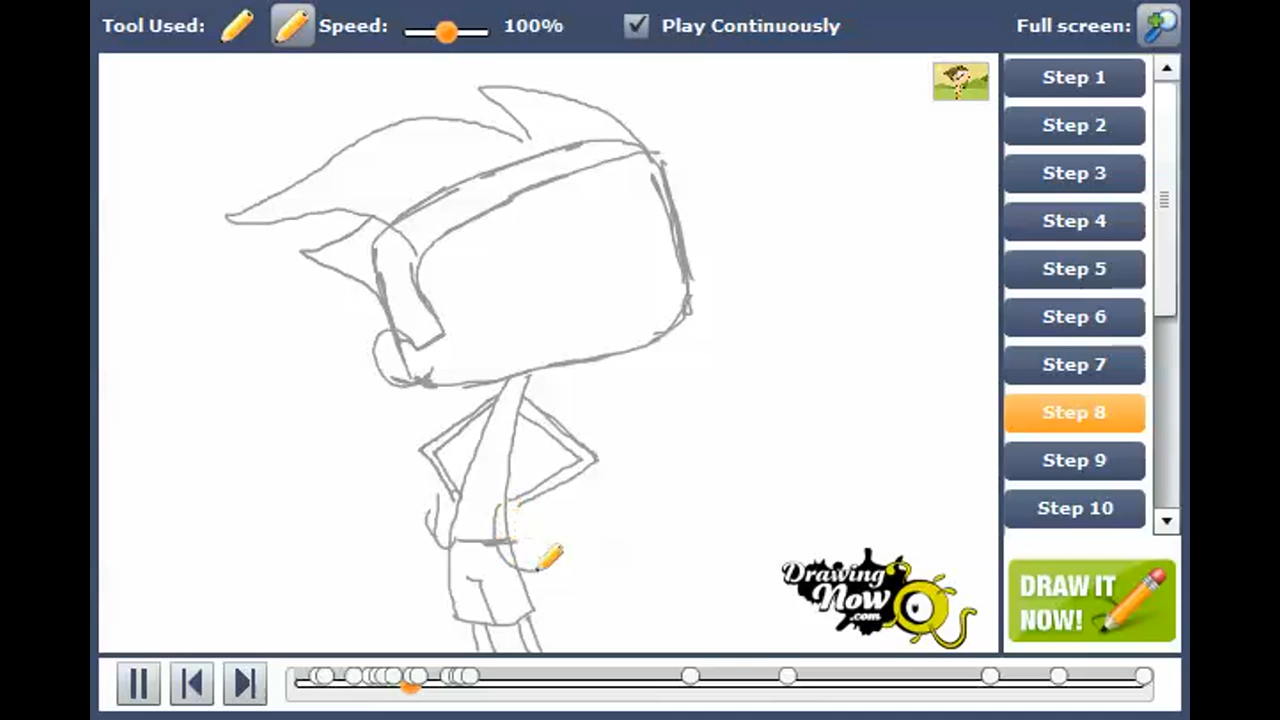 Tool Used:
Speed:
100%
Play Continuously
Full screen:
Step 1
Step 2
Step 3
Step 4
Step 5
Step 6
Step 7
Step 8
Step 9
Step 10
Drawing
Now
.com
DRAW IT
NOW!